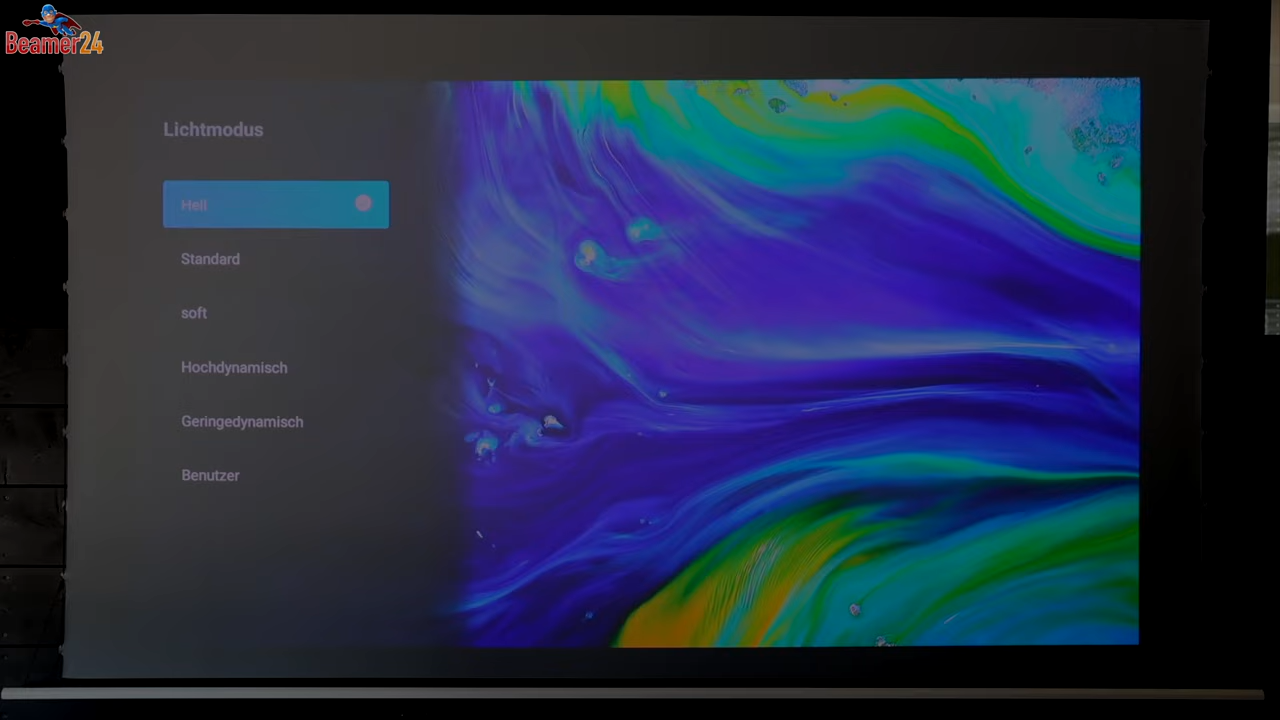 Beamer24
Lichtmodus
Hell
Standard
soft
Hochdynamisch
Geringedynamisch
Benutzer